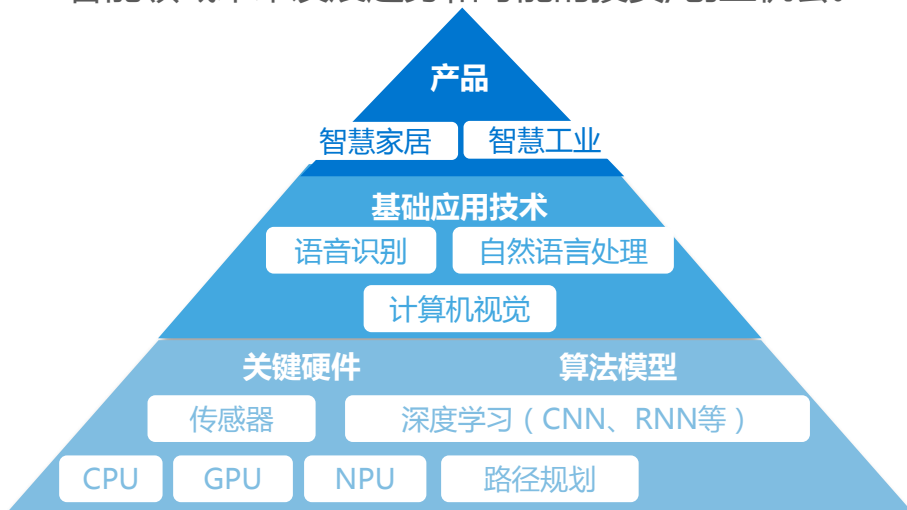 产品
智慧家居 智慧工业
基础应用技术
语音识别 自然语言处理
计算机视觉
关键硬件 算法模型
传感器 深度学习（CNN、RNN等）
CPU GPU NPU 路径规划